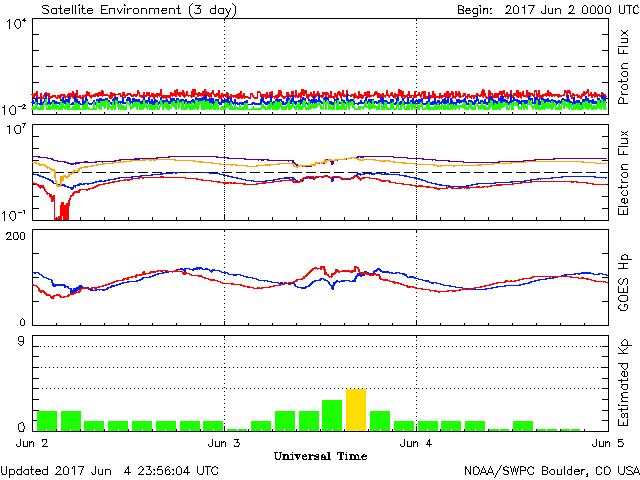 Satellite Environment (3 day) Begin: 2017 Jun 2 0000 UTC
10⁴
10⁻²
Proton Flux
10⁷
10⁻¹
Electron Flux
200
0
GOES Hp
9
0
Estimated Kp
Jun 2 Jun 3 Jun 4 Jun 5
Universal Time
Updated 2017 Jun 4 23:56:04 UTC NOAA/SWPC Boulder, CO USA